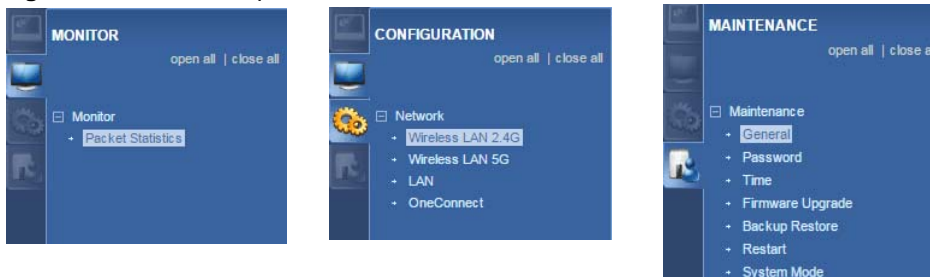 MONITOR
open all | close all
Monitor
Packet Statistics
CONFIGURATION
open all | close all
Network
Wireless LAN 2.4G
Wireless LAN 5G
LAN
OneConnect
MAINTENANCE
open all | close a
Maintenance
General
Password
Time
Firmware Upgrade
Backup Restore
Restart
System Mode